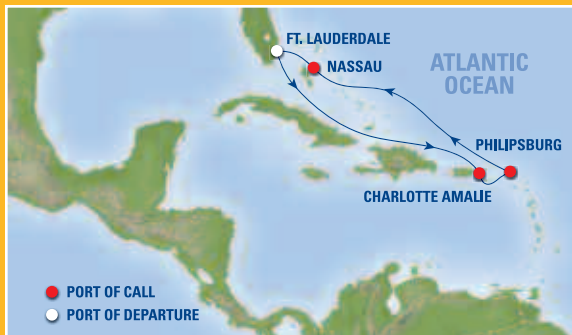 FT. LAUDERDALE
NASSAU
ATLANTIC
OCEAN
PHILIPSBURG
CHARLOTTE AMALIE
PORT OF CALL
PORT OF DEPARTURE